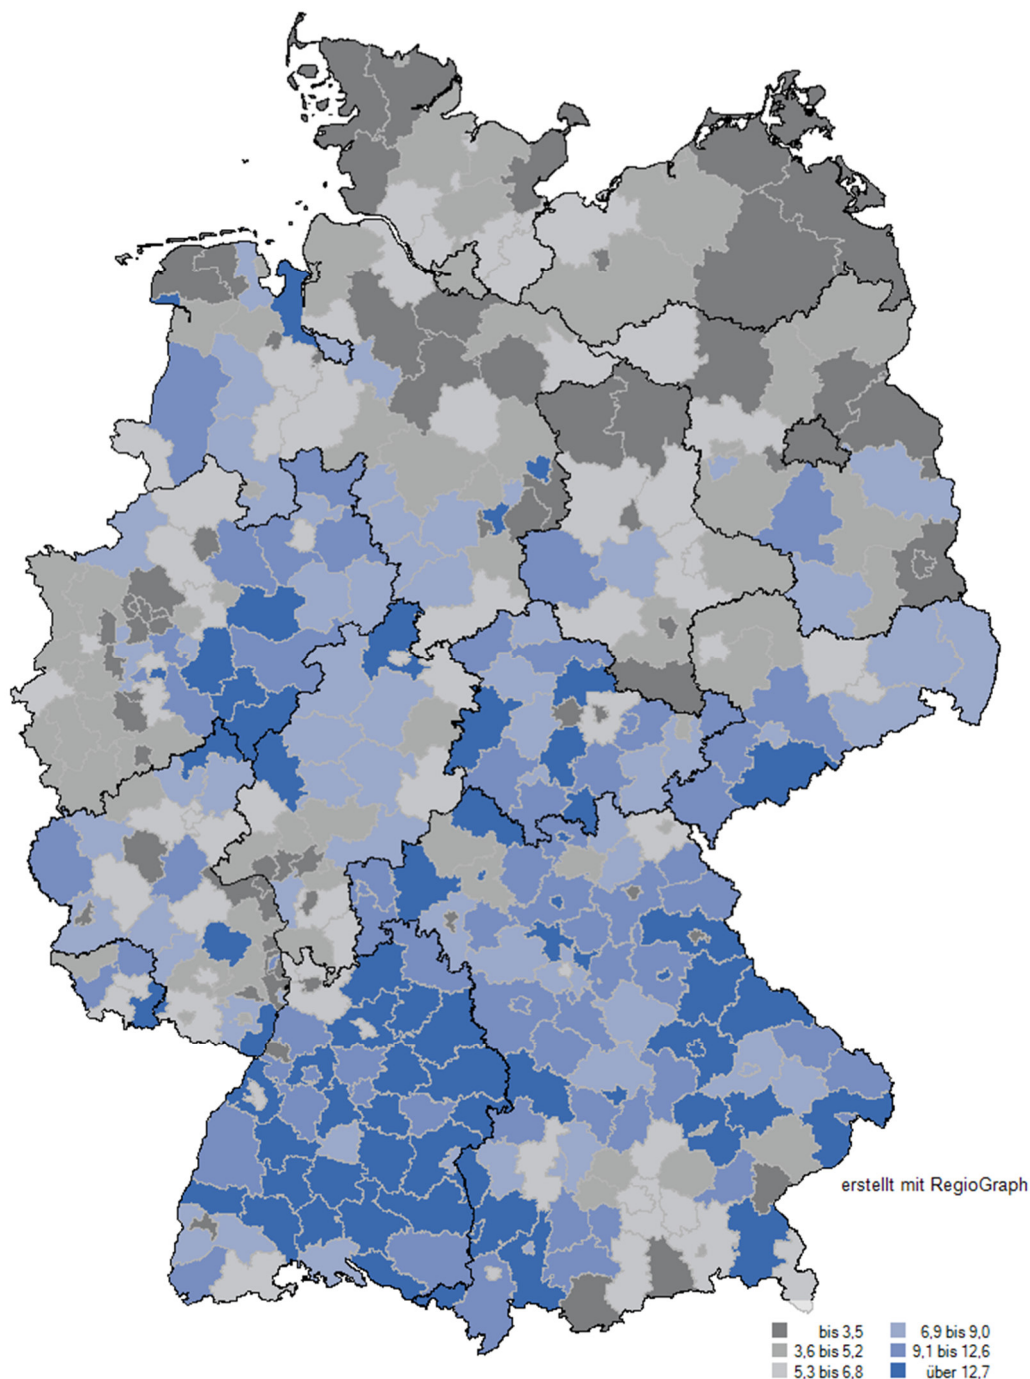 erstellt mit RegioGraph
bis 3,5
3,6 bis 5,2
5,3 bis 6,8
6,9 bis 9,0
9,1 bis 12,6
über 12,7